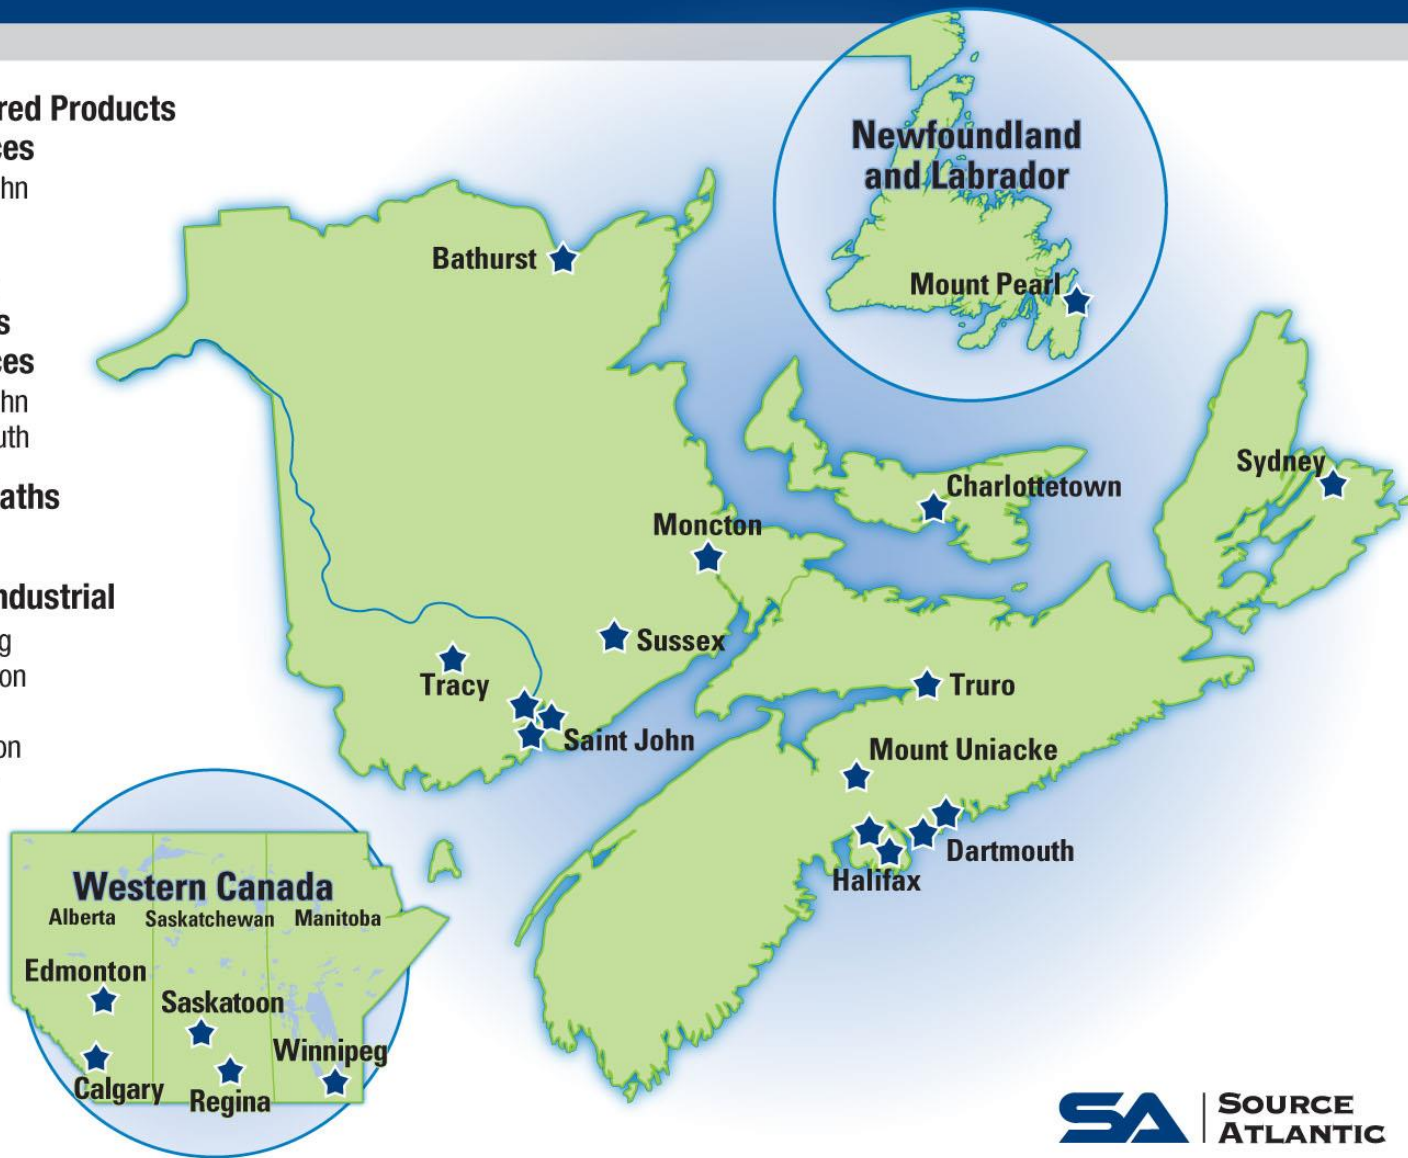 red Products
ces
hn
s
ces
hn
uth
aths
ndustrial
g
on
on
Newfoundland
and Labrador
Mount Pearl
Bathurst
Sydney
Charlottetown
Moncton
Sussex
Tracy
Truro
Saint John
Mount Uniacke
Dartmouth
Halifax
Western Canada
Alberta Saskatchewan Manitoba
Edmonton
Saskatoon
Winnipeg
Calgary
Regina
SA SOURCE
ATLANTIC